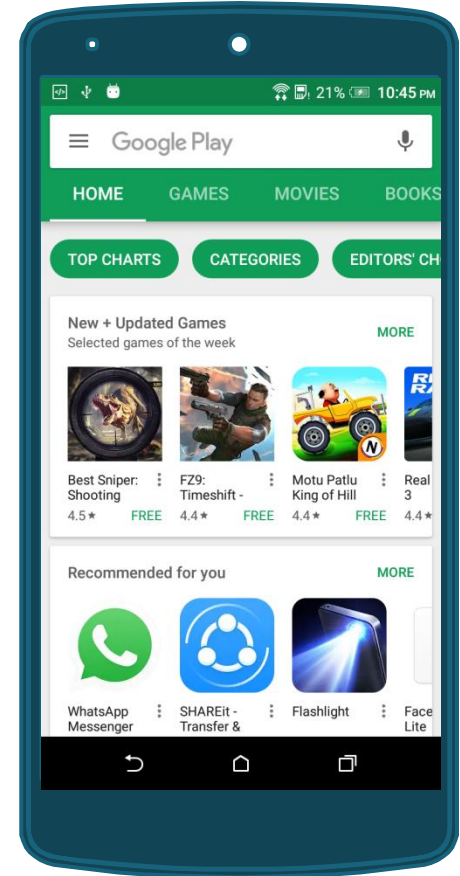 21% 10:45 PM
Google Play
HOME GAMES MOVIES BOOKS
TOP CHARTS CATEGORIES EDITORS' CH
New + Updated Games
Selected games of the week
MORE
Best Sniper: FZ9: Motu Patlu Real
Shooting Timeshift - King of Hill 3
4.5★ FREE 4.4★ FREE 4.4★ FREE 4.4★
Recommended for you MORE
WhatsApp SHAREit - Flashlight Face
Messenger Transfer & Lite